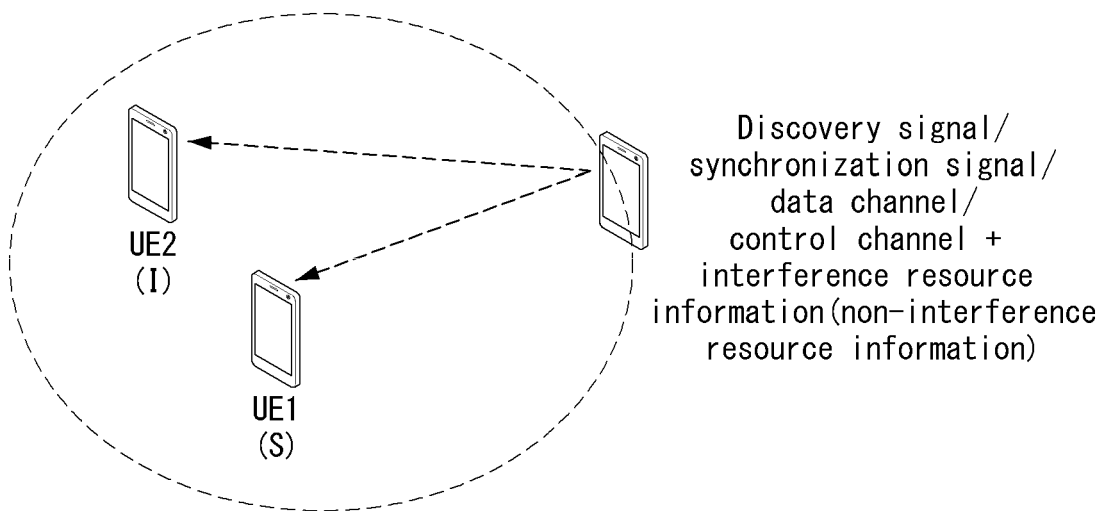 Discovery signal/
synchronization signal/
data channel/
control channel +
interference resource
information(non-interference
resource information)
UE2
(I)
UE1
(S)